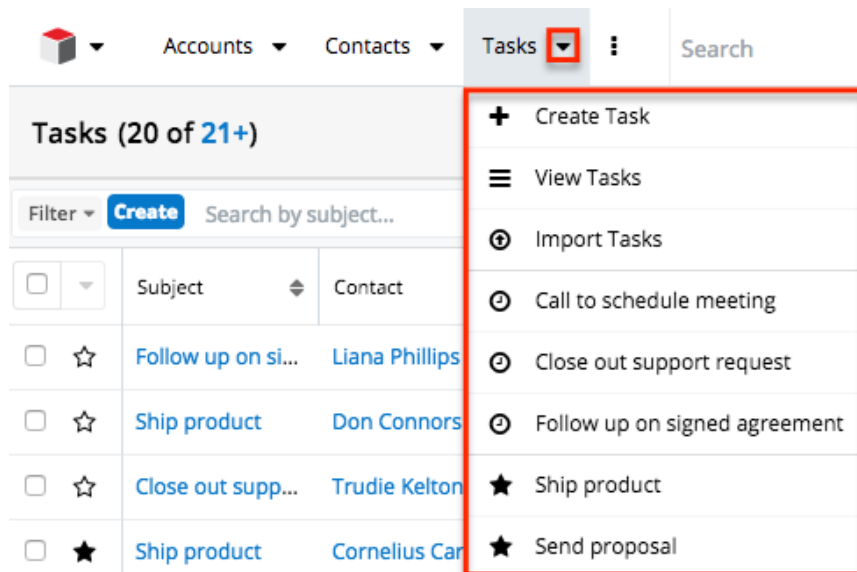 Accounts Contacts Tasks Search
Tasks (20 of 21+)
Filter Create Search by subject...
Subject Contact
Follow up on si... Liana Phillips
Ship product Don Connors
Close out supp... Trudie Kelton
Ship product Cornelius Car
Create Task
View Tasks
Import Tasks
Call to schedule meeting
Close out support request
Follow up on signed agreement
Ship product
Send proposal